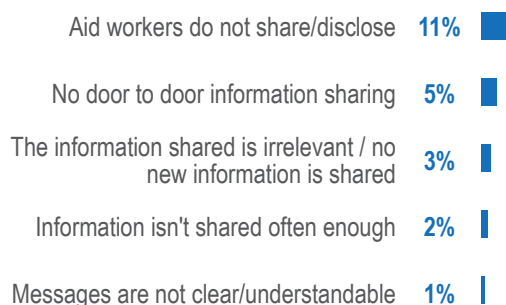 Aid workers do not share/disclose 11%
No door to door information sharing 5%
The information shared is irrelevant / no
new information is shared 3%
Information isn't shared often enough 2%
Messages are not clear/understandable 1%